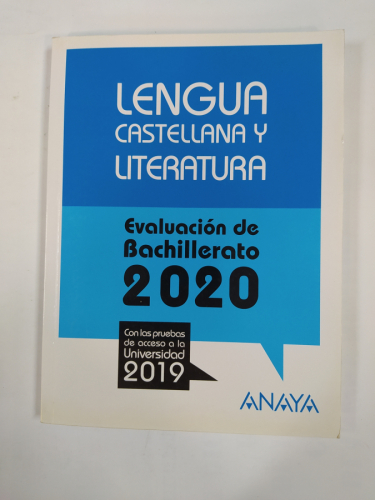 LENGUA
CASTELLANA Y
LITERATURA
Evaluación de
Bachillerato
2020
Con las pruebas
de acceso a la
Universidad
2019
ANAYA